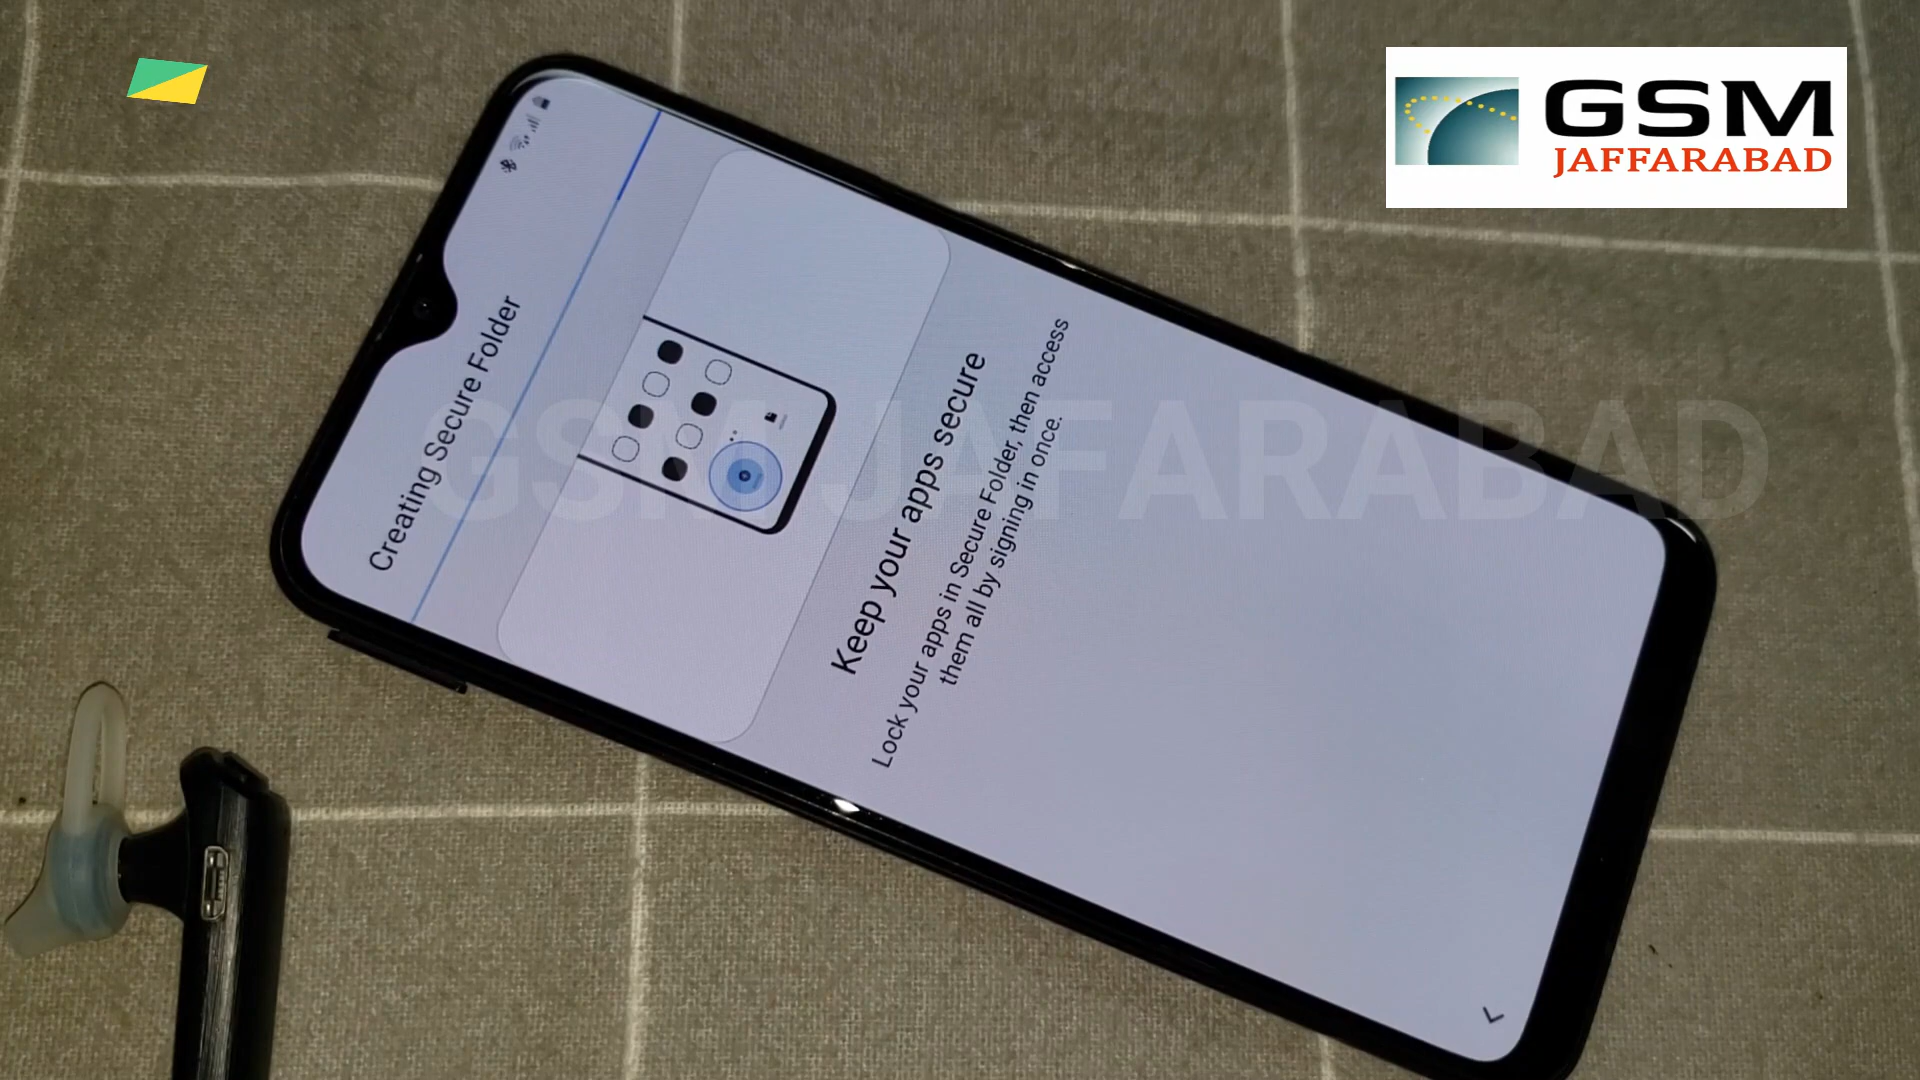 GSM
JAFFARABAD
Creating Secure Folder
Keep your apps secure
Lock your apps in Secure Folder, then access
them all by signing in once.
GSM JAFARABAD